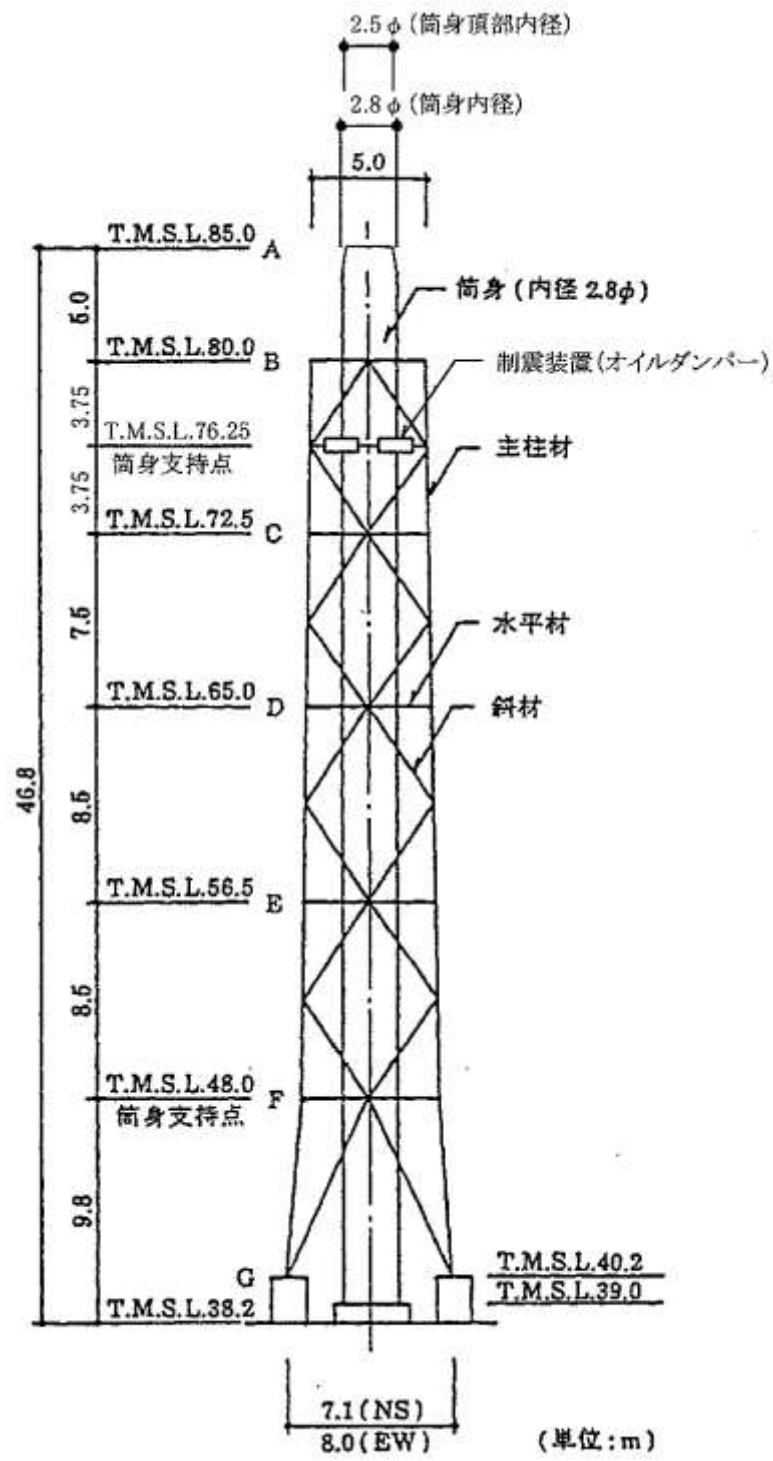 2.5φ(筒身頂部内径)
2.8φ(筒身内径)
5.0
T.M.S.L.85.0 A
5.0
筒身(内径 2.8φ)
T.M.S.L.80.0 B
制震装置(オイルダンパー)
3.75
T.M.S.L.76.25
筒身支持点
主柱材
3.75
T.M.S.L.72.5 C
7.5
水平材
T.M.S.L.65.0 D
斜材
46.8
8.5
T.M.S.L.56.5 E
8.5
T.M.S.L.48.0 F
筒身支持点
9.8
G
T.M.S.L.40.2
T.M.S.L.39.0
T.M.S.L.38.2
7.1(NS)
8.0(EW)
(単位:m)